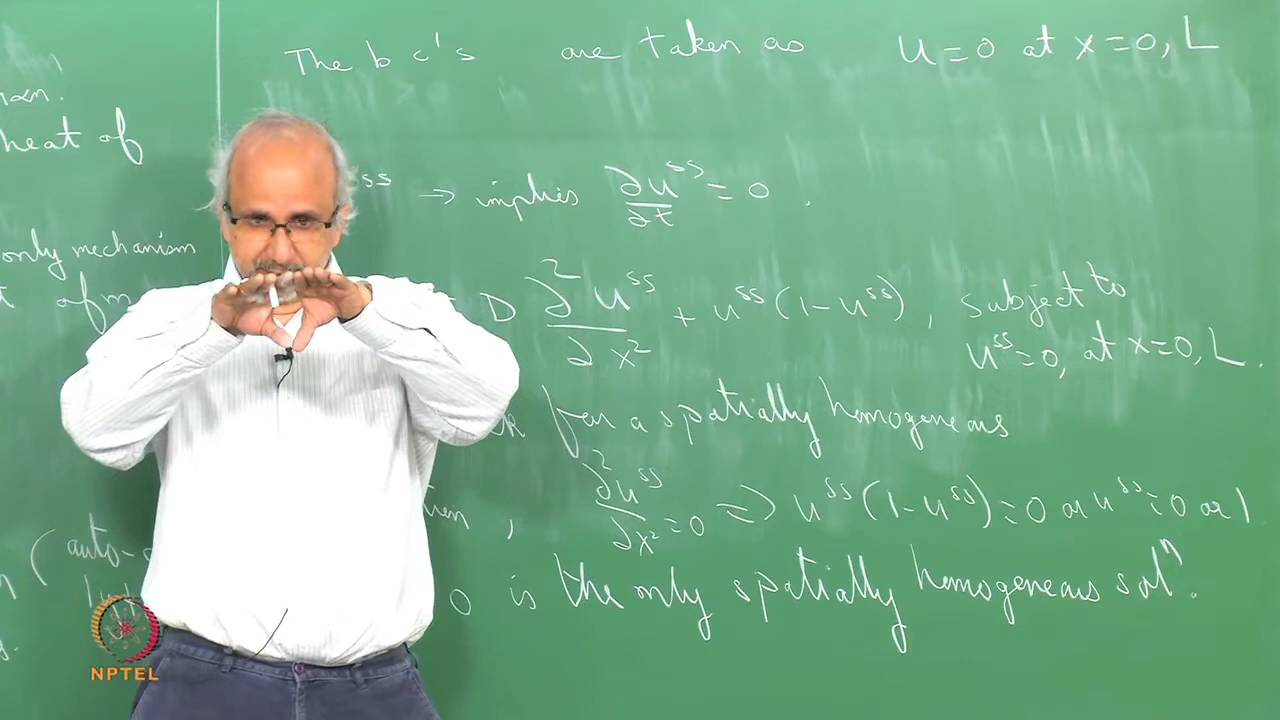 The b c's are taken as u=0 at x=0, L
heat of
ss → implies ∂u^ss/∂t = 0.
only mechanism
D ∂²u^ss/∂x² + u^ss(1-u^ss), subject to
u^ss=0, at x=0, L.
for a spatially homogeneous
, ∂²u^ss/∂x²=0 => u^ss(1-u^ss)=0 or u^ss=0 or 1
(auto-
0 is the only spatially homogeneous solⁿ.
NPTEL